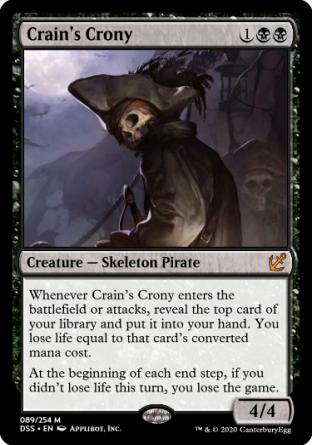 Crain's Crony 1
Creature — Skeleton Pirate
Whenever Crain's Crony enters the
battlefield or attacks, reveal the top card of
your library and put it into your hand. You
lose life equal to that card's converted
mana cost.
At the beginning of each end step, if you
didn't lose life this turn, you lose the game.
4/4
089/254 M
DSS • EN APPLIBOT, INC. ™ & © 2020 CanterburyEgg